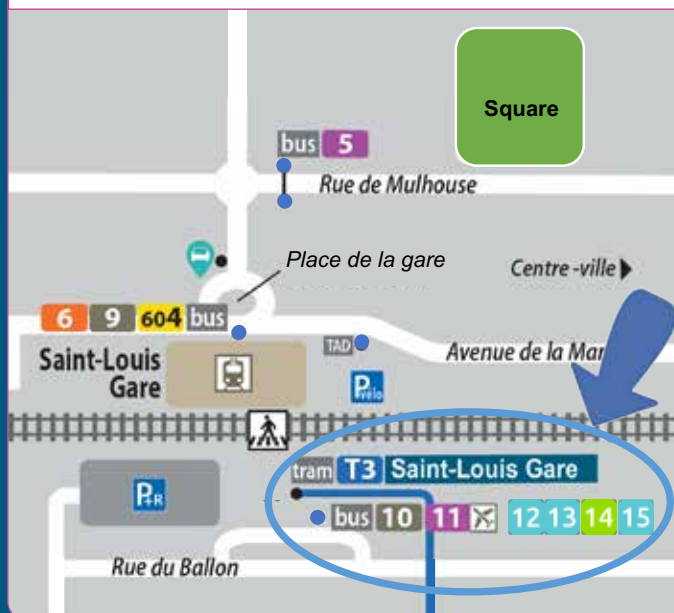 Square
bus 5
Rue de Mulhouse
Place de la gare
Centre-ville
6 9 604 bus
Saint-Louis
Gare
TAD
Avenue de la Mar
P
vélo
tram T3 Saint-Louis Gare
P+R
bus 10 11 12 13 14 15
Rue du Ballon